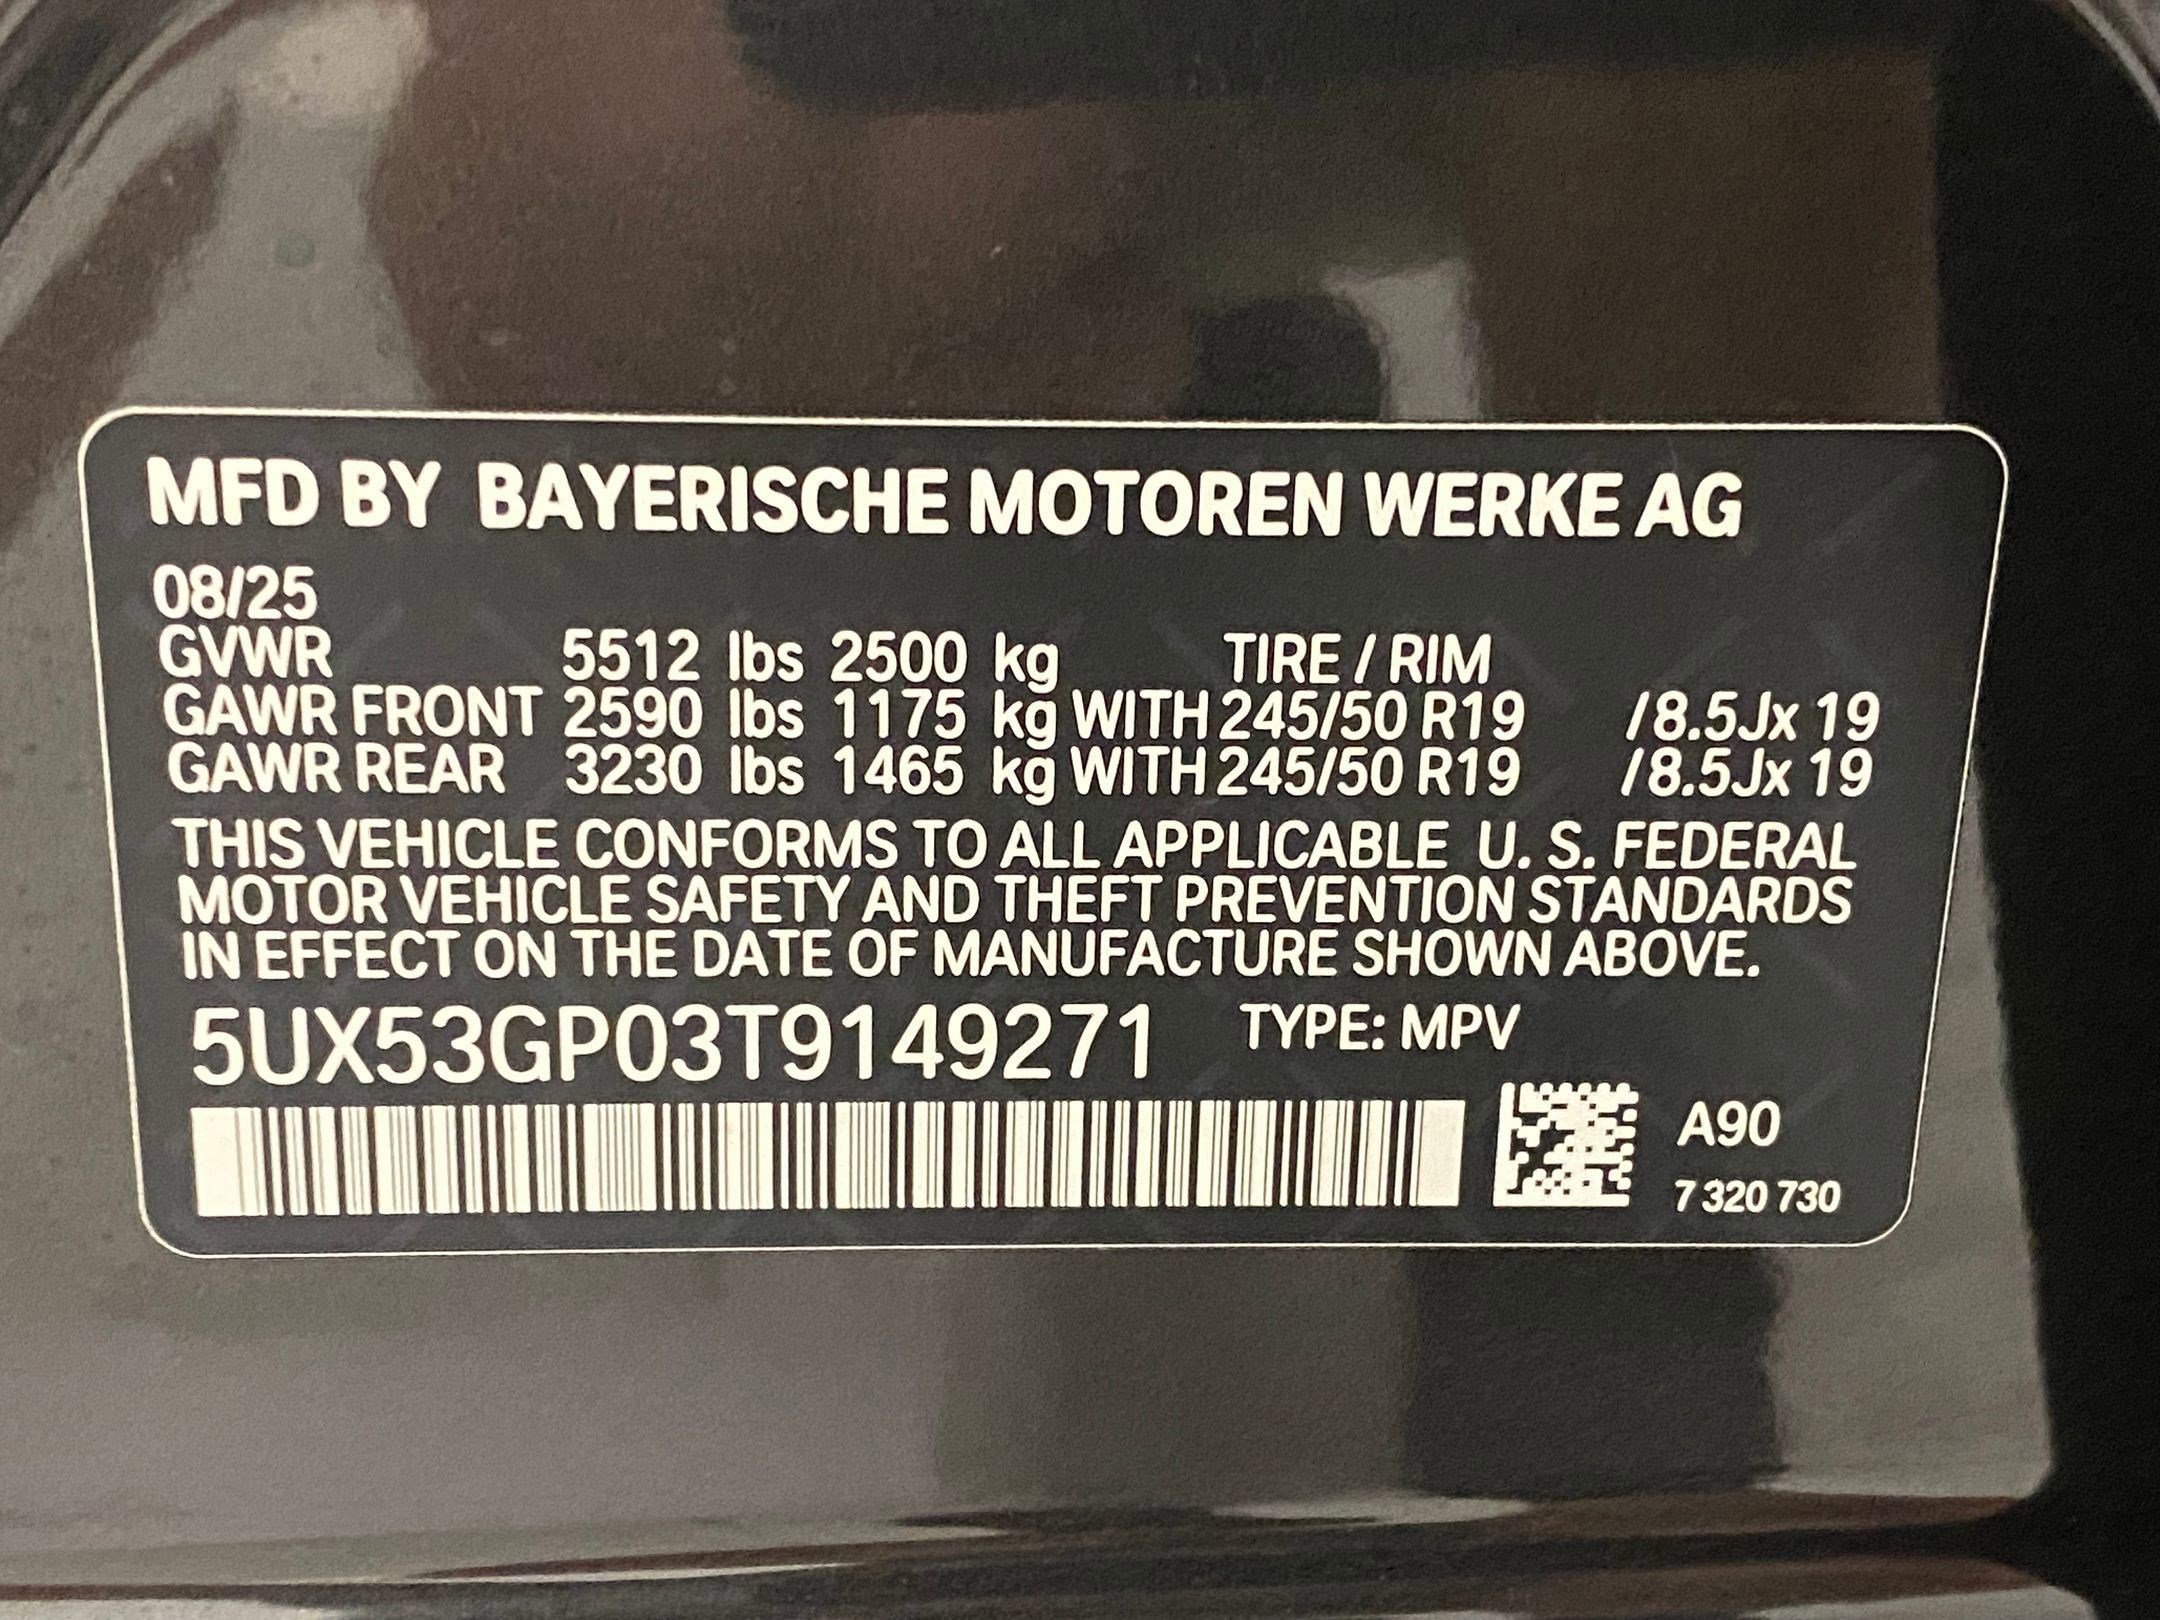 MFD BY BAYERISCHE MOTOREN WERKE AG
08/25
GVWR 5512 lbs 2500 kg TIRE / RIM
GAWR FRONT 2590 lbs 1175 kg WITH 245/50 R19 /8.5Jx 19
GAWR REAR 3230 lbs 1465 kg WITH 245/50 R19 /8.5Jx 19
THIS VEHICLE CONFORMS TO ALL APPLICABLE U. S. FEDERAL
MOTOR VEHICLE SAFETY AND THEFT PREVENTION STANDARDS
IN EFFECT ON THE DATE OF MANUFACTURE SHOWN ABOVE.
5UX53GP03T9149271 TYPE: MPV
A90
7 320 730